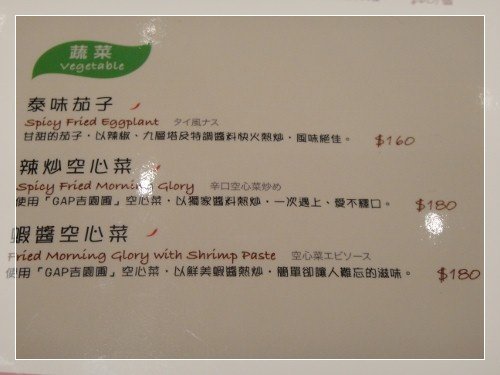 蔬菜
Vegetable
泰味茄子
Spicy Fried Eggplant タイ風ナス
甘甜的茄子，以辣椒、九層塔及特調醬料快火熱炒，風味絕佳。 $160
辣炒空心菜
Spicy Fried Morning Glory 辛口空心菜炒め
使用「GAP吉園圃」空心菜，以獨家醬料熱炒，一次遇上、愛不釋口。 $180
蝦醬空心菜
Fried Morning Glory with Shrimp Paste 空心菜エビソース
使用「GAP吉園圃」空心菜，以鮮美蝦醬熱炒，簡單卻讓人難忘的滋味。 $180